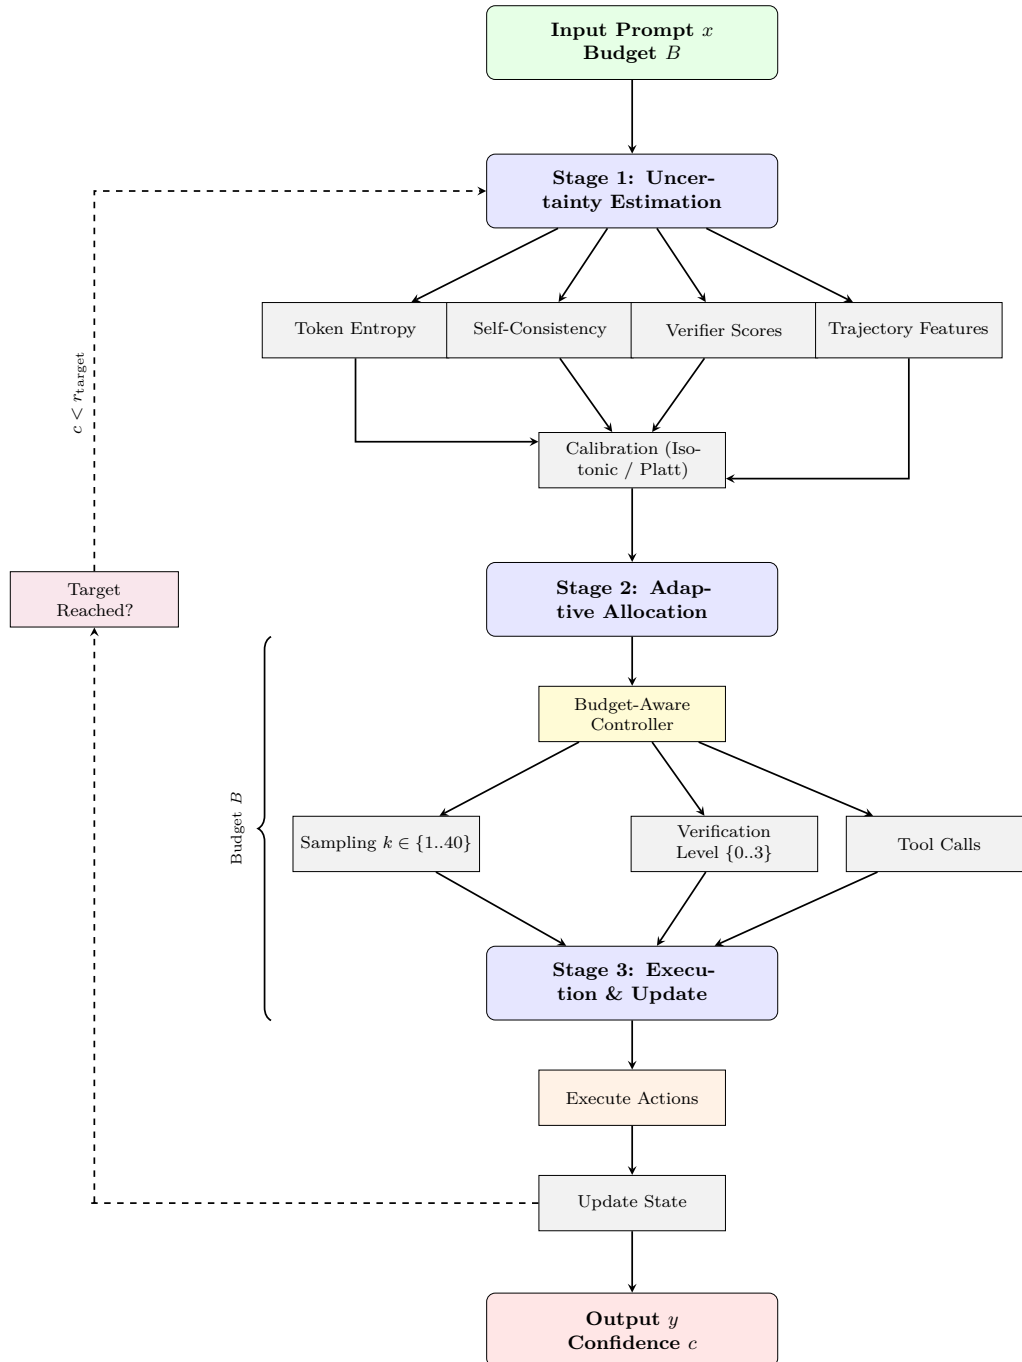 Input Prompt x
Budget B
Stage 1: Uncer-
tainty Estimation
Token Entropy
Self-Consistency
Verifier Scores
Trajectory Features
c < r_target
Calibration (Iso-
tonic / Platt)
Target
Reached?
Stage 2: Adap-
tive Allocation
Budget-Aware
Controller
Budget B
Sampling k ∈ {1..40}
Verification
Level {0..3}
Tool Calls
Stage 3: Execu-
tion & Update
Execute Actions
Update State
Output y
Confidence c